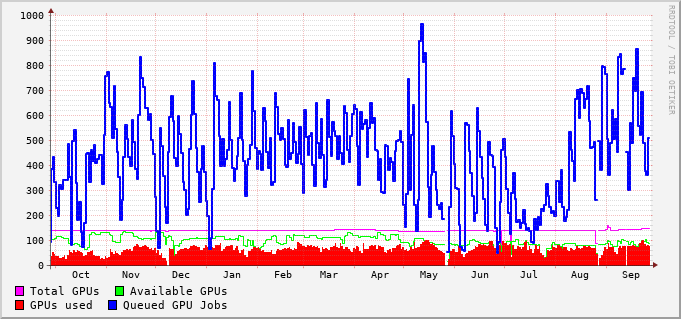 1000
900
800
700
600
500
400
300
200
100
0
Oct Nov Dec Jan Feb Mar Apr May Jun Jul Aug Sep
Total GPUs Available GPUs
GPUs used Queued GPU Jobs
RRDTOOL / TOBI OETIKER